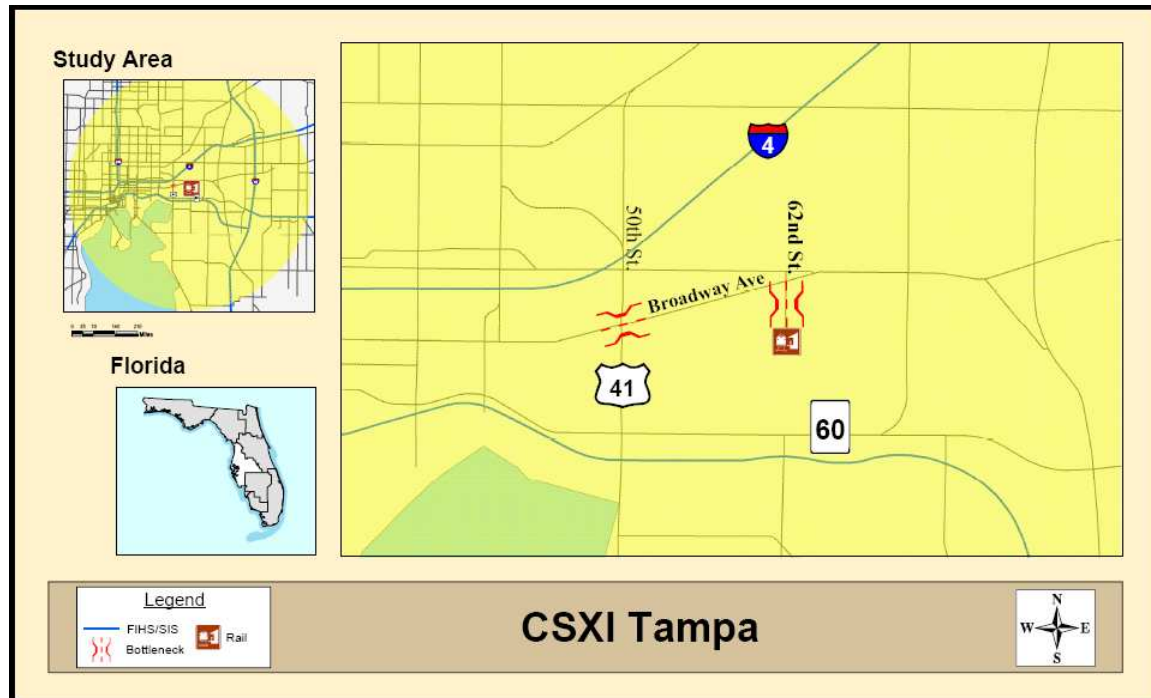 Study Area
Miles
Florida
4
50th St.
62nd St.
Broadway Ave
41
60
Legend
FIHS/SIS
Bottleneck
Rail
CSXI Tampa
N
W
E
S